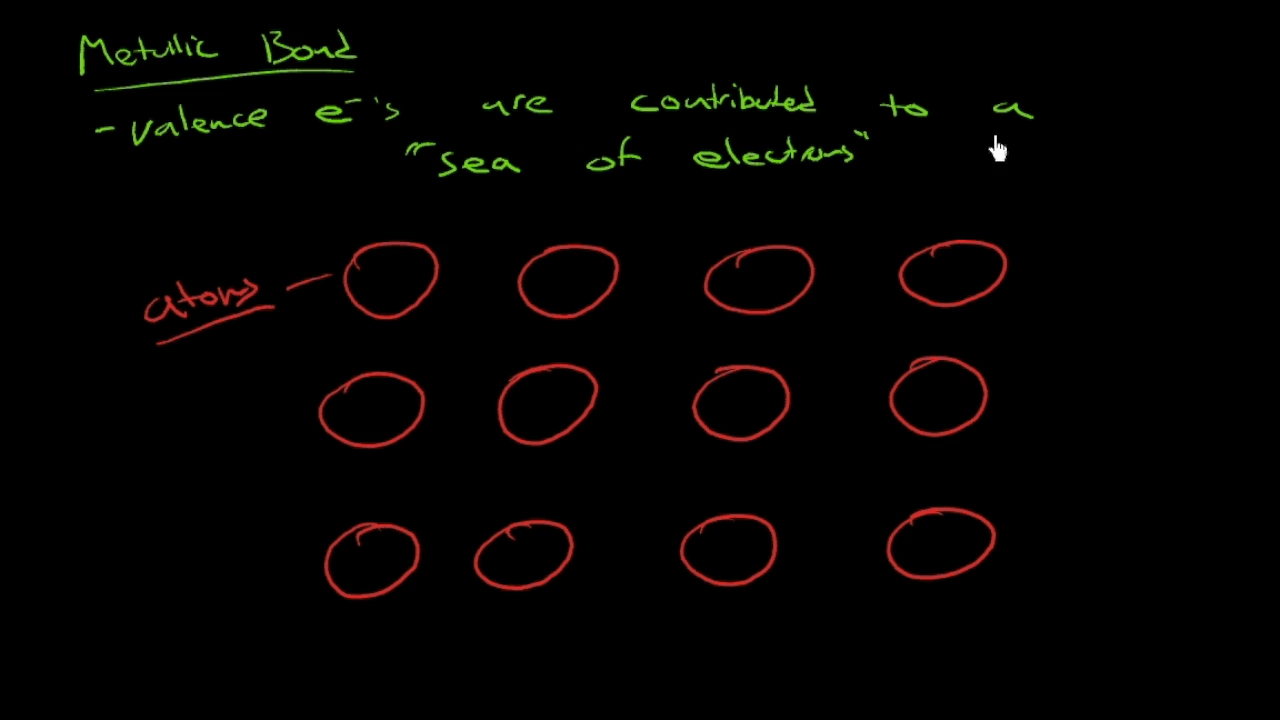 Metallic Bond
- valence e⁻'s are contributed to a
"sea of electrons"
atoms